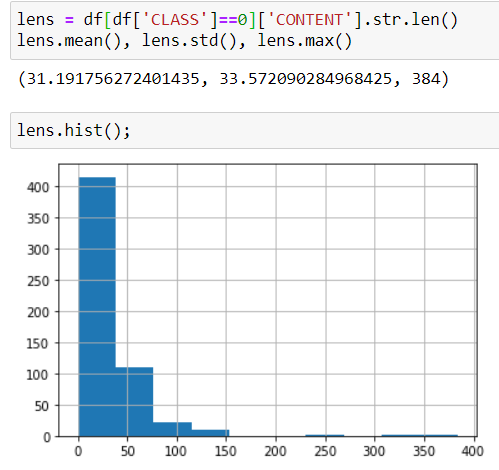 lens = df[df['CLASS']==0]['CONTENT'].str.len()
lens.mean(), lens.std(), lens.max()
(31.191756272401435, 33.572090284968425, 384)
lens.hist();
400
350
300
250
200
150
100
50
0
0 50 100 150 200 250 300 350 400